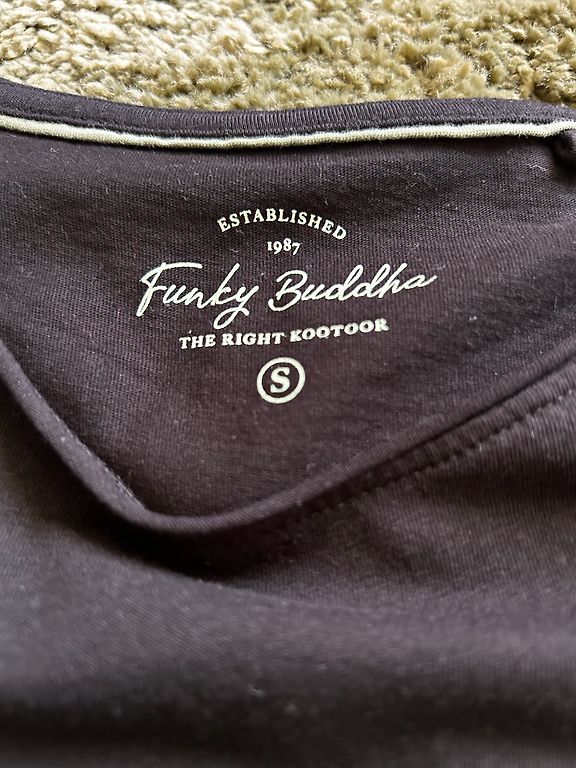 ESTABLISHED
1987
Funky Buddha
THE RIGHT KOOTOOR
S